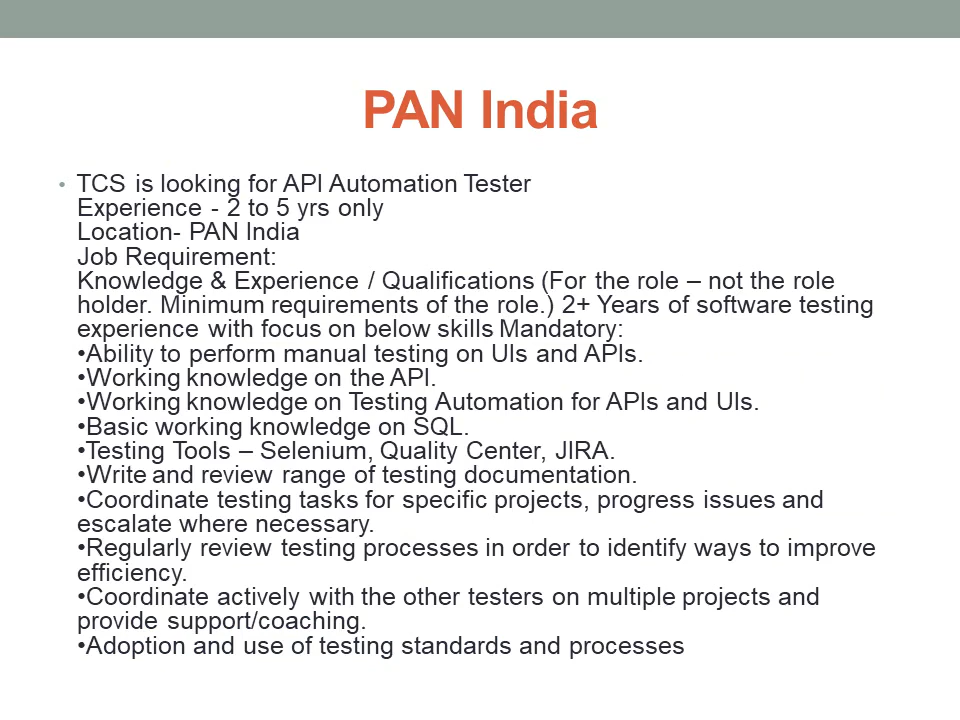 PAN India
• TCS is looking for API Automation Tester
Experience - 2 to 5 yrs only
Location- PAN India
Job Requirement:
Knowledge & Experience / Qualifications (For the role – not the role
holder. Minimum requirements of the role.) 2+ Years of software testing
experience with focus on below skills Mandatory:
•Ability to perform manual testing on UIs and APIs.
•Working knowledge on the API.
•Working knowledge on Testing Automation for APIs and UIs.
•Basic working knowledge on SQL.
•Testing Tools – Selenium, Quality Center, JIRA.
•Write and review range of testing documentation.
•Coordinate testing tasks for specific projects, progress issues and
escalate where necessary.
•Regularly review testing processes in order to identify ways to improve
efficiency.
•Coordinate actively with the other testers on multiple projects and
provide support/coaching.
•Adoption and use of testing standards and processes